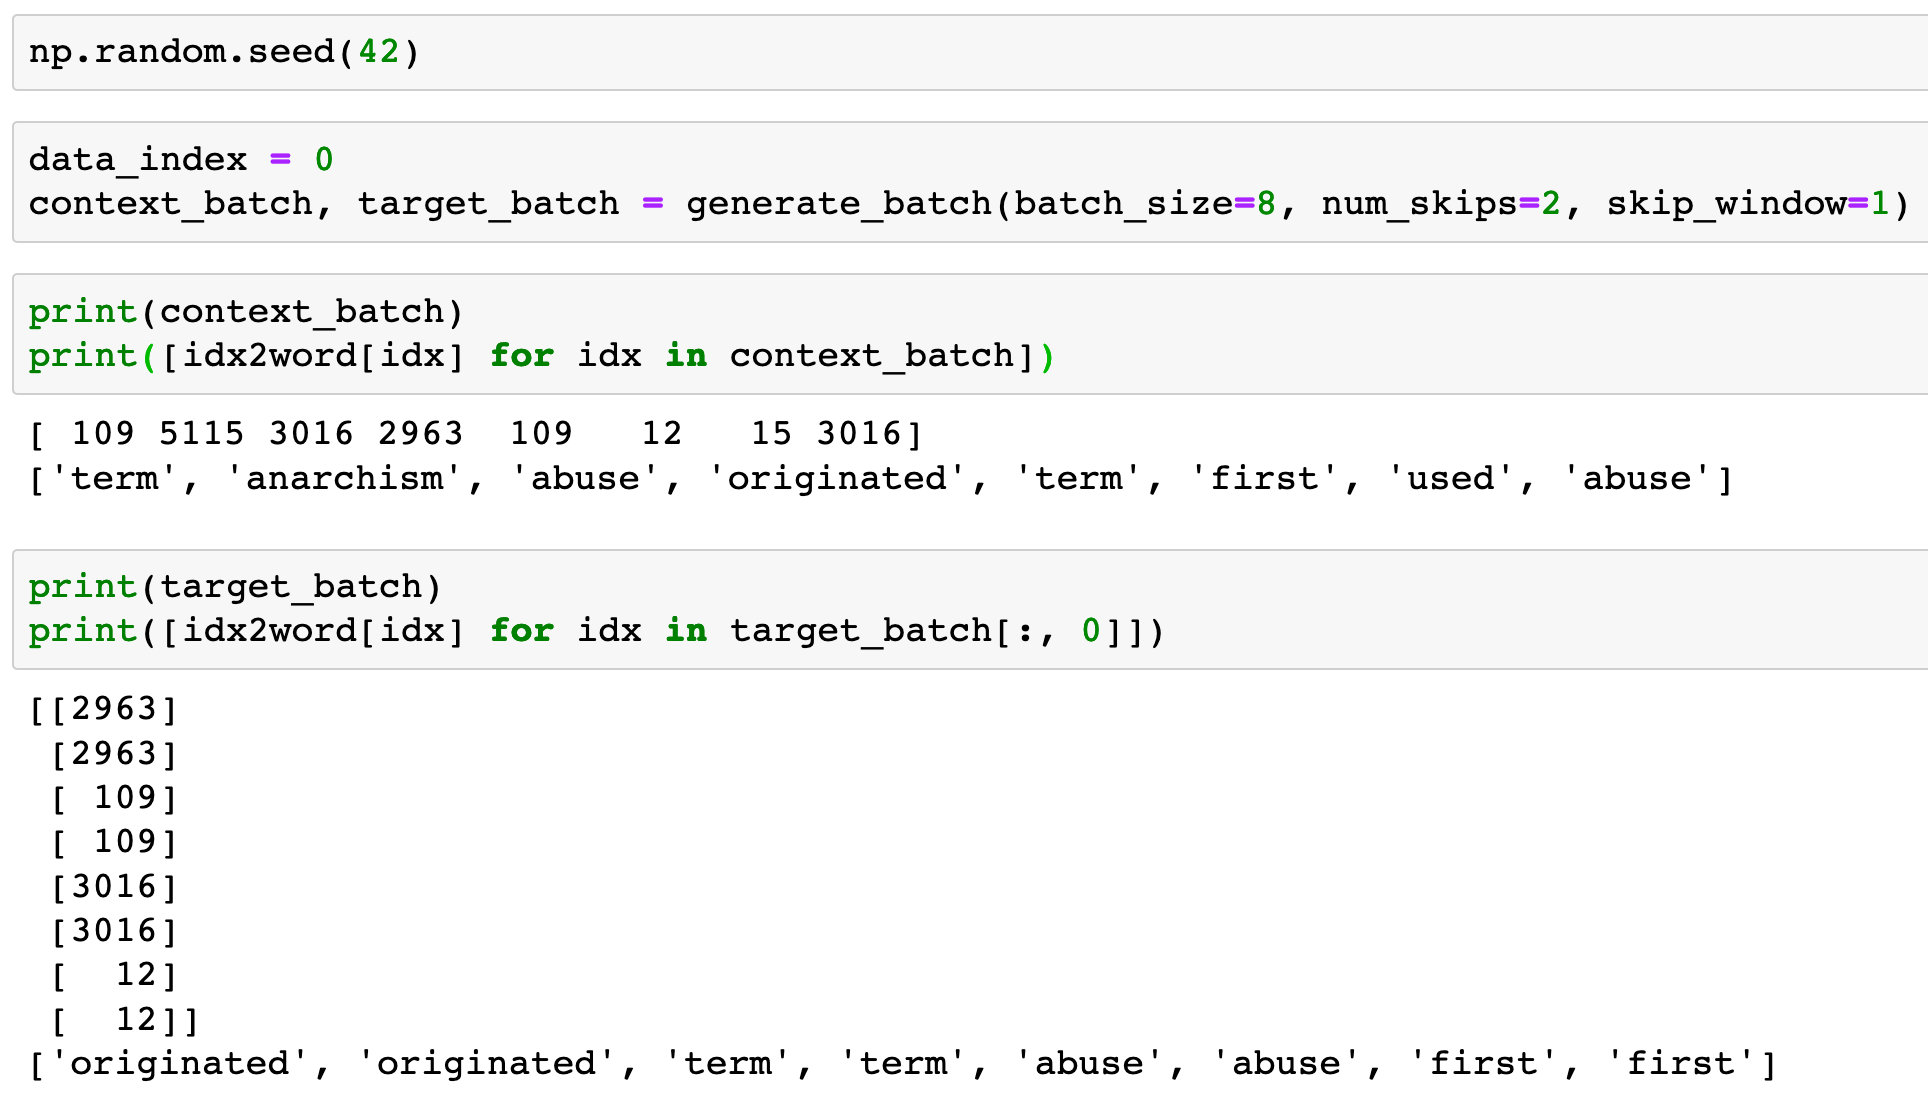 np.random.seed(42)
data_index = 0
context_batch, target_batch = generate_batch(batch_size=8, num_skips=2, skip_window=1)
print(context_batch)
print([idx2word[idx] for idx in context_batch])
[ 109 5115 3016 2963  109   12   15 3016]
['term', 'anarchism', 'abuse', 'originated', 'term', 'first', 'used', 'abuse']
print(target_batch)
print([idx2word[idx] for idx in target_batch[:, 0]])
[[2963]
 [2963]
 [ 109]
 [ 109]
 [3016]
 [3016]
 [  12]
 [  12]]
['originated', 'originated', 'term', 'term', 'abuse', 'abuse', 'first', 'first']